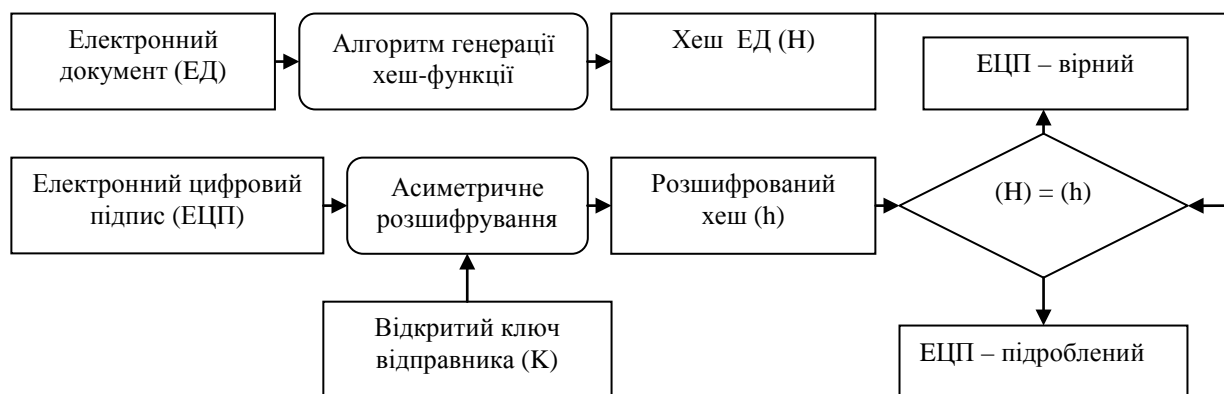 Електронний
документ (ЕД)
Алгоритм генерації
хеш-функції
Хеш ЕД (Н)
ЕЦП – вірний
Електронний цифровий
підпис (ЕЦП)
Асиметричне
розшифрування
Розшифрований
хеш (h)
(H) = (h)
Відкритий ключ
відправника (K)
ЕЦП – підроблений